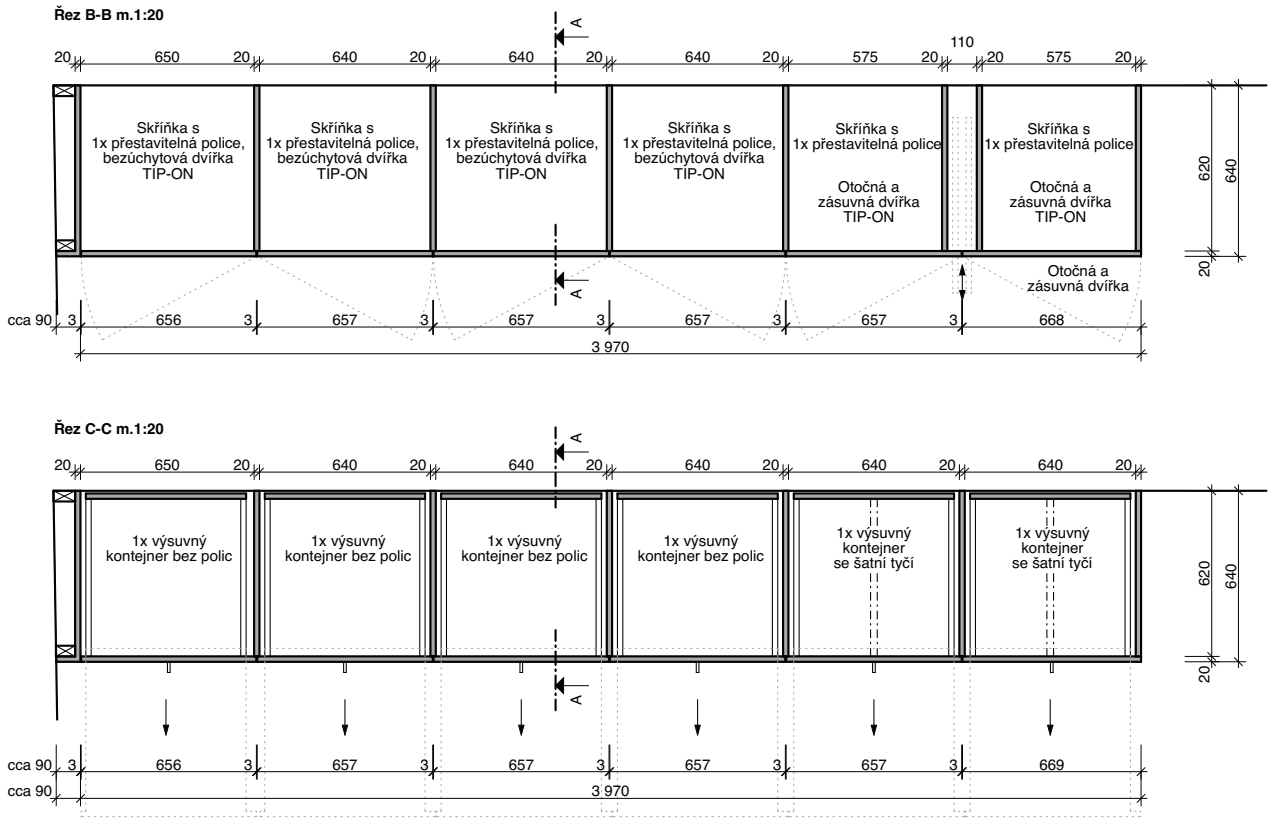 Řez B-B m.1:20
A
110
20 650 20 640 20 640 20 640 20 575 20 20 575 20
Skříňka s
1x přestavitelná police,
bezúchytová dvířka
TIP-ON
Skříňka s
1x přestavitelná police,
bezúchytová dvířka
TIP-ON
Skříňka s
1x přestavitelná police,
bezúchytová dvířka
TIP-ON
Skříňka s
1x přestavitelná police,
bezúchytová dvířka
TIP-ON
Skříňka s
1x přestavitelná police
Otočná a
zásuvná dvířka
TIP-ON
Skříňka s
1x přestavitelná police
Otočná a
zásuvná dvířka
TIP-ON
620
640
20
Otočná a
zásuvná dvířka
A
cca 90 3 656 3 657 3 657 3 657 3 657 3 668
3 970
Řez C-C m.1:20
A
20 650 20 640 20 640 20 640 20 640 20 640 20
1x výsuvný
kontejner bez polic
1x výsuvný
kontejner bez polic
1x výsuvný
kontejner bez polic
1x výsuvný
kontejner bez polic
1x výsuvný
kontejner
se šatní tyčí
1x výsuvný
kontejner
se šatní tyčí
620
640
20
A
cca 90 3 656 3 657 3 657 3 657 3 657 3 669
cca 90 3 970